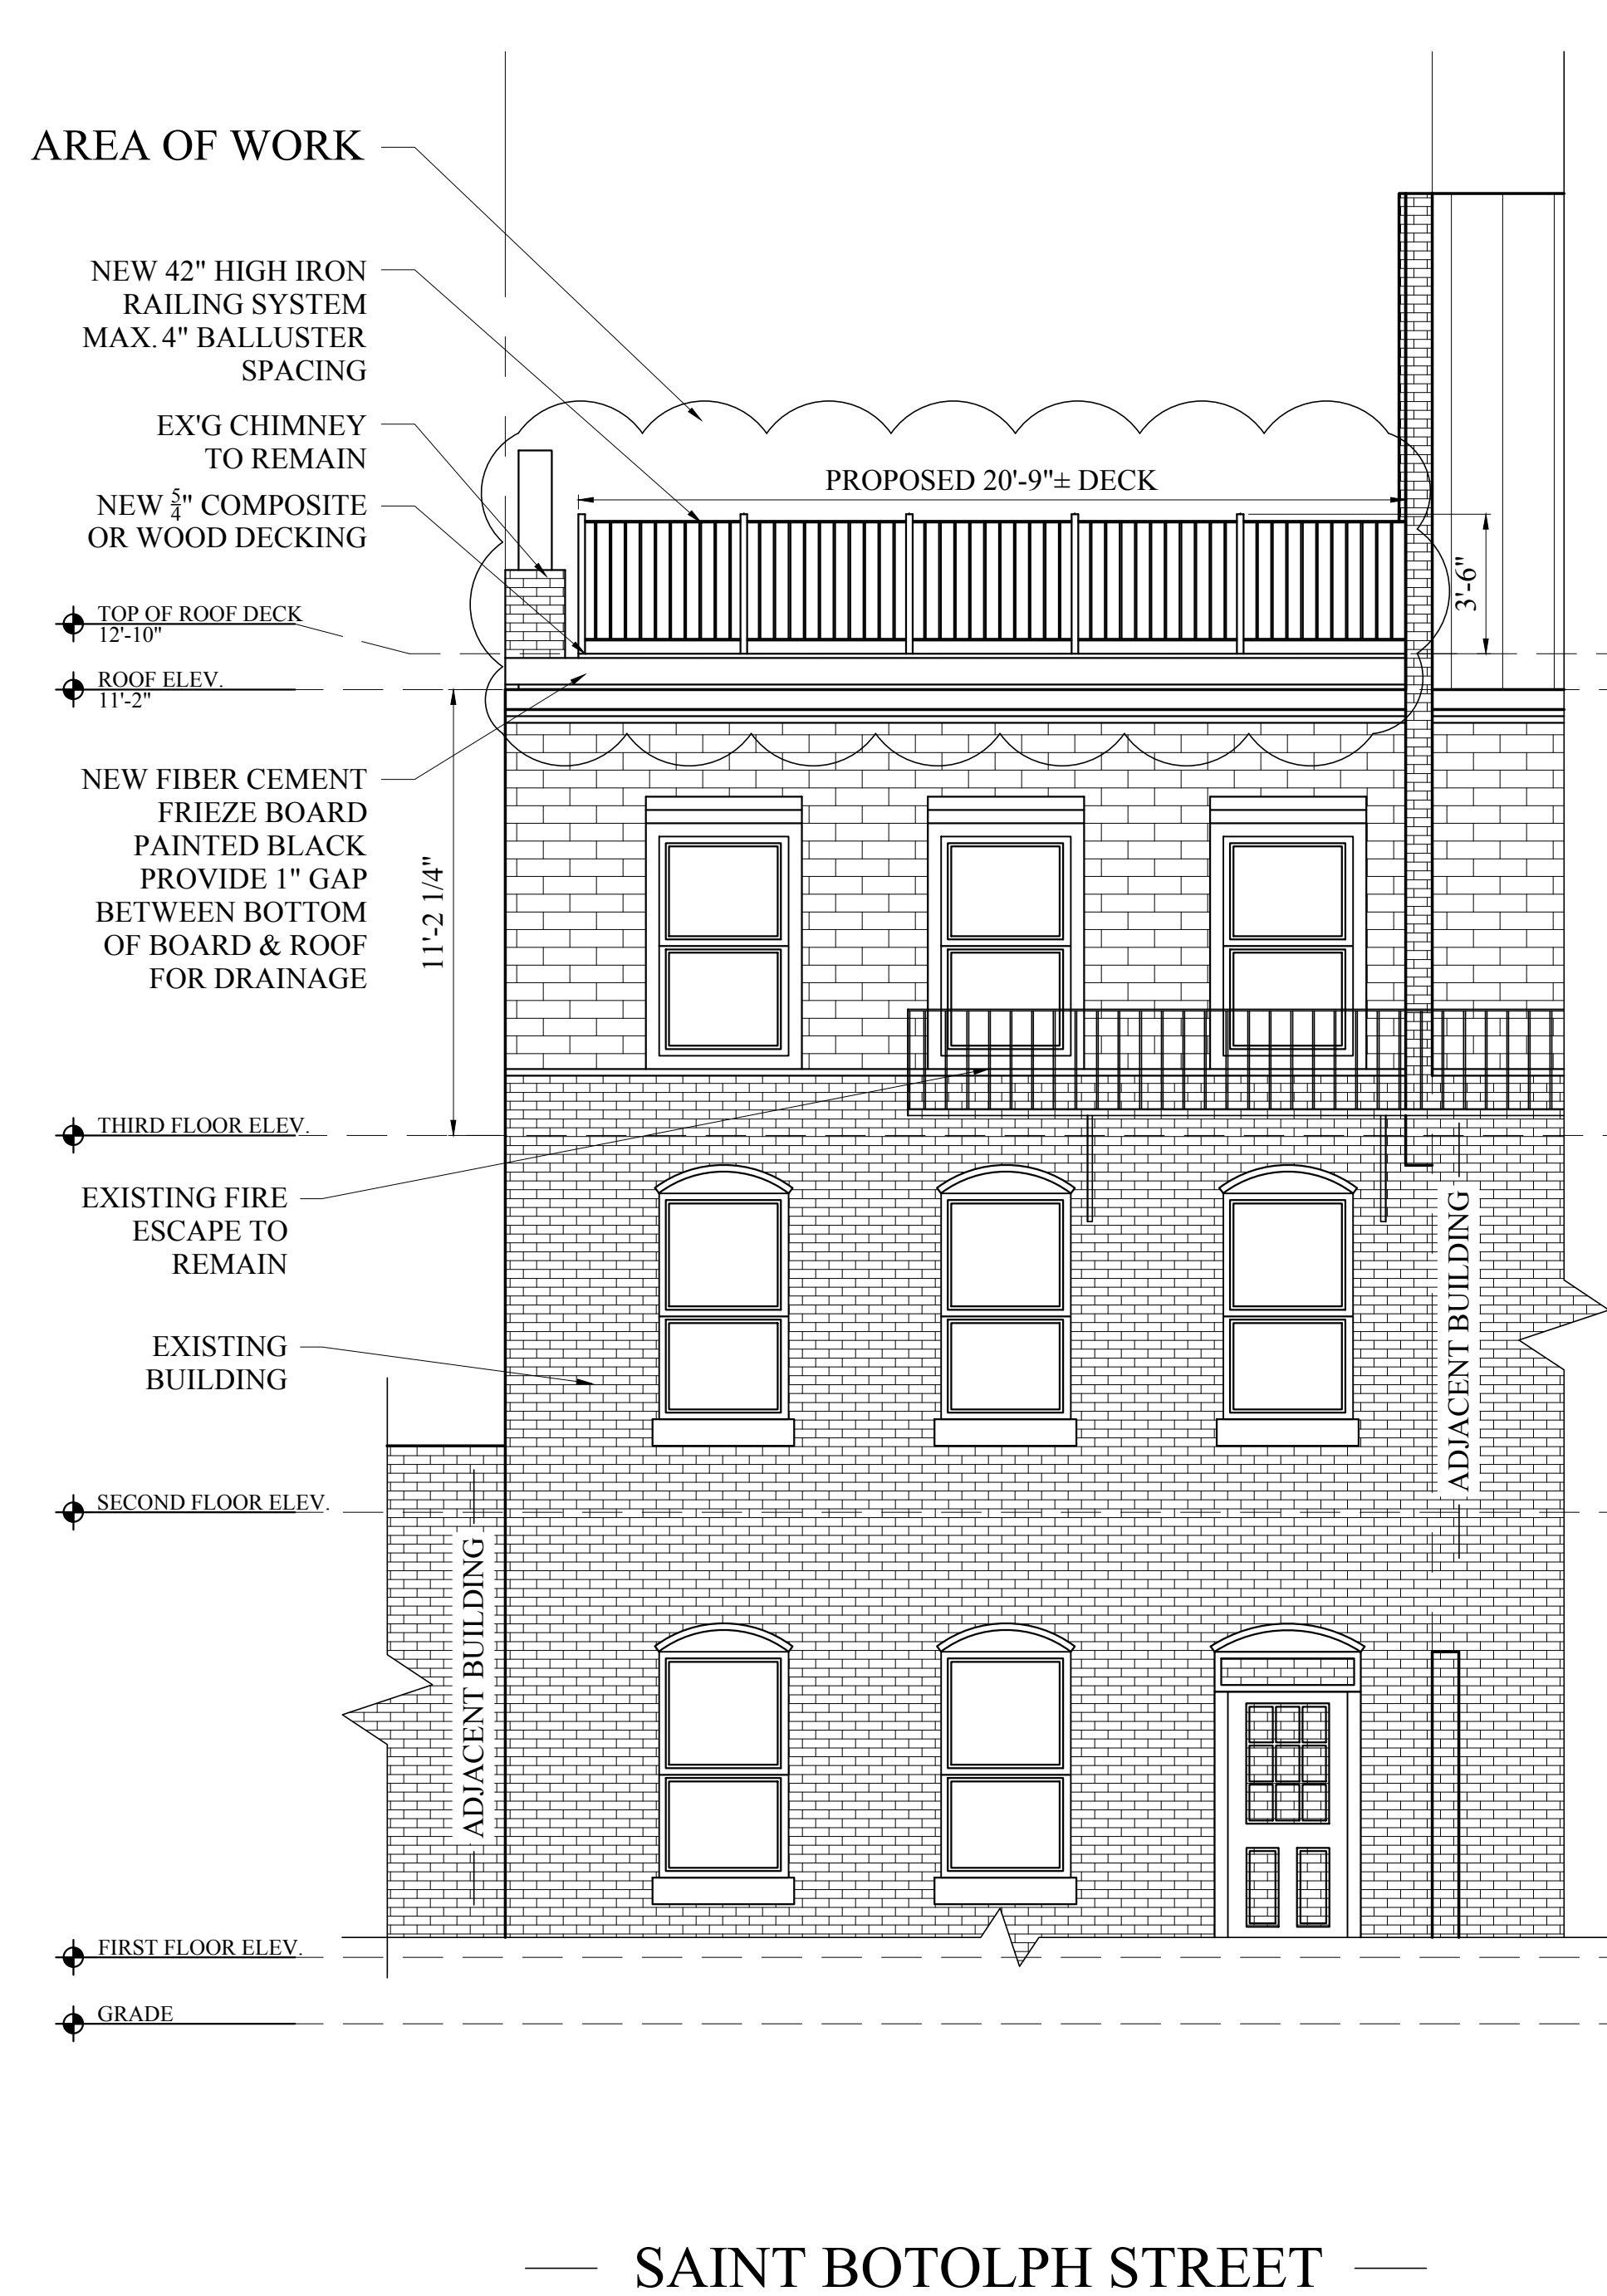 AREA OF WORK
NEW 42" HIGH IRON
RAILING SYSTEM
MAX. 4" BALLUSTER
SPACING
EX'G CHIMNEY
TO REMAIN
NEW 5/4" COMPOSITE
OR WOOD DECKING
PROPOSED 20'-9"± DECK
3'-6"
TOP OF ROOF DECK
12'-10"
ROOF ELEV.
11'-2"
NEW FIBER CEMENT
FRIEZE BOARD
PAINTED BLACK
PROVIDE 1" GAP
BETWEEN BOTTOM
OF BOARD & ROOF
FOR DRAINAGE
11'-2 1/4"
THIRD FLOOR ELEV.
EXISTING FIRE
ESCAPE TO
REMAIN
EXISTING
BUILDING
ADJACENT BUILDING
SECOND FLOOR ELEV.
ADJACENT BUILDING
FIRST FLOOR ELEV.
GRADE
SAINT BOTOLPH STREET